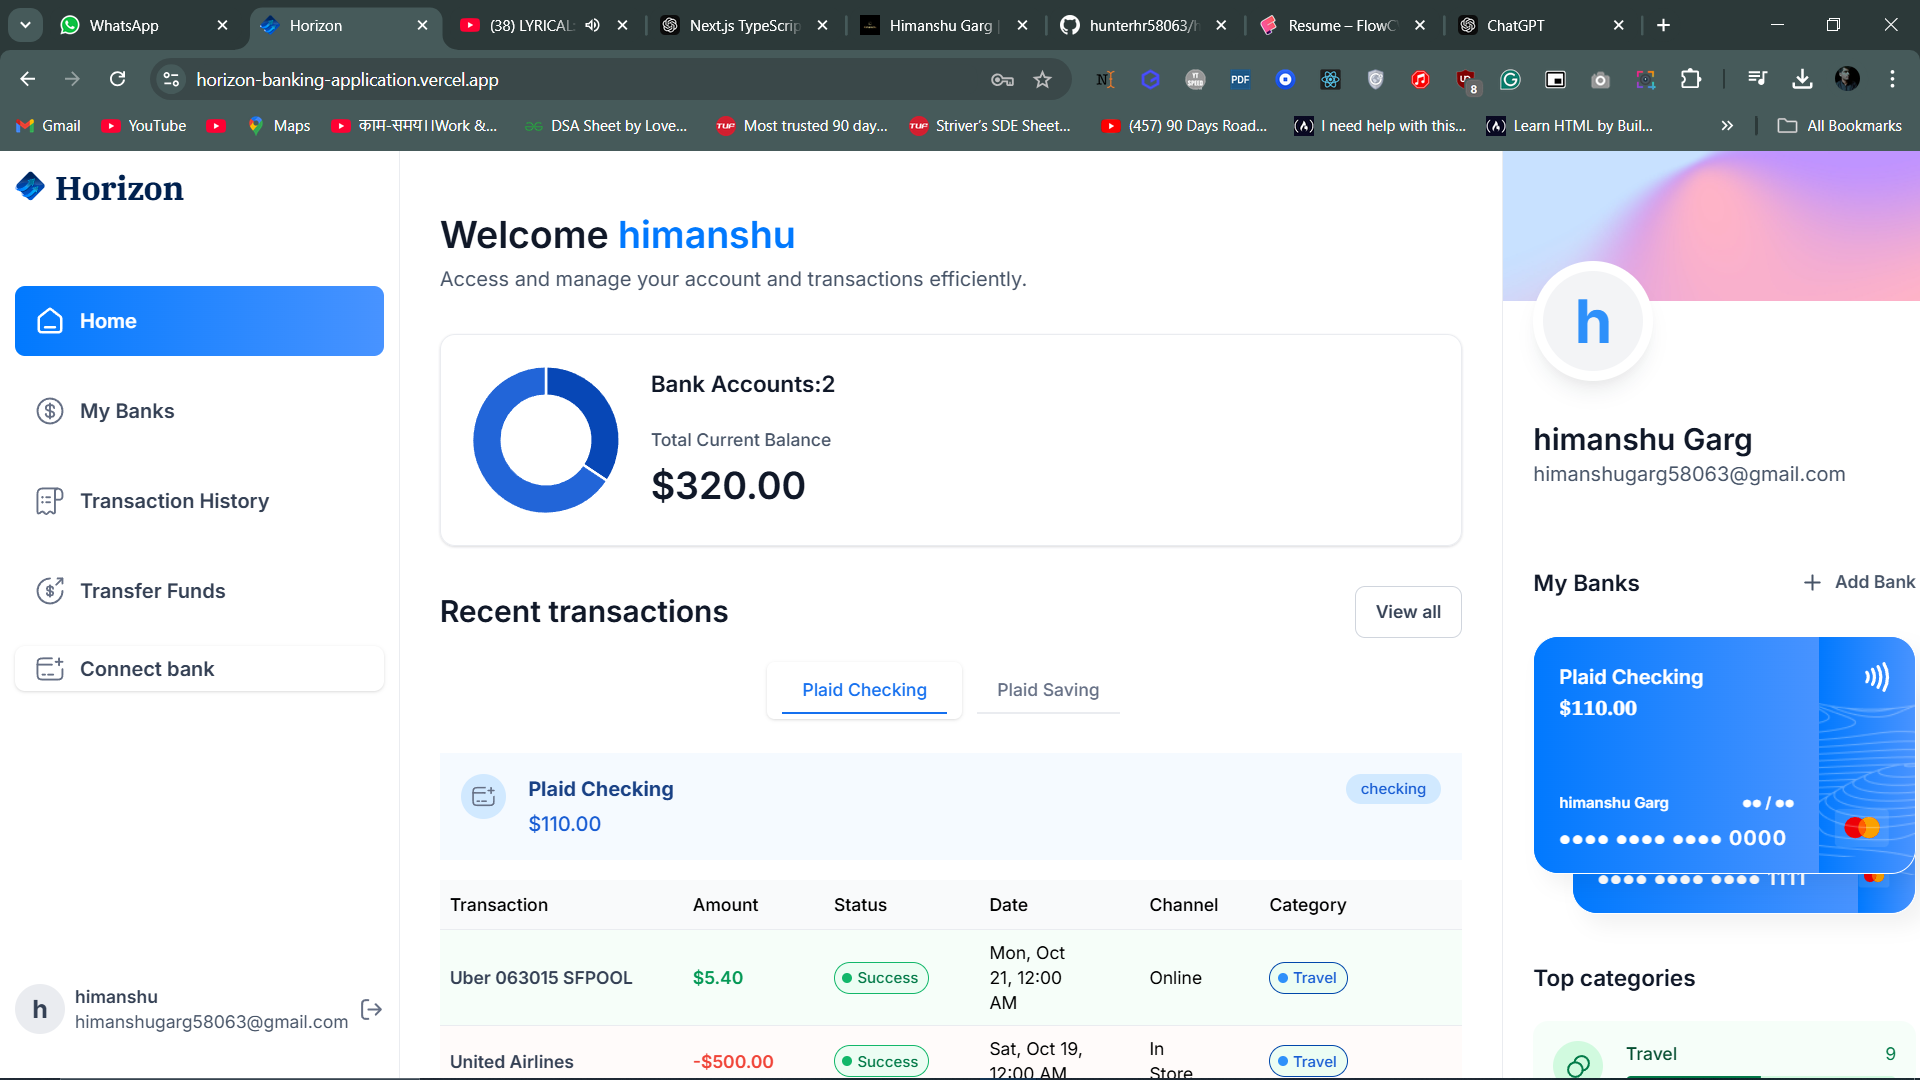 WhatsApp
Horizon
(38) LYRICAL:
Next.js TypeScrip
Himanshu Garg |
hunterhr58063/h
Resume – FlowC
ChatGPT
horizon-banking-application.vercel.app
8
Gmail
YouTube
Maps
काम-समय।।Work &...
DSA Sheet by Love...
Most trusted 90 day...
Striver's SDE Sheet...
(457) 90 Days Road...
I need help with this...
Learn HTML by Buil...
All Bookmarks
Horizon
Home
My Banks
Transaction History
Transfer Funds
Connect bank
h
himanshu
himanshugarg58063@gmail.com
Welcome himanshu
Access and manage your account and transactions efficiently.
Bank Accounts:2
Total Current Balance
$320.00
Recent transactions
View all
Plaid Checking
Plaid Saving
Plaid Checking
$110.00
checking
Transaction Amount Status Date Channel Category
Uber 063015 SFPOOL $5.40 Success Mon, Oct 21, 12:00 AM Online Travel
United Airlines -$500.00 Success Sat, Oct 19, 12:00 AM In Store Travel
h
himanshu Garg
himanshugarg58063@gmail.com
My Banks
Add Bank
Plaid Checking
$110.00
himanshu Garg ●● / ●●
●●●● ●●●● ●●●● 0000
●●●● ●●●● ●●●● 1111
Top categories
Travel 9